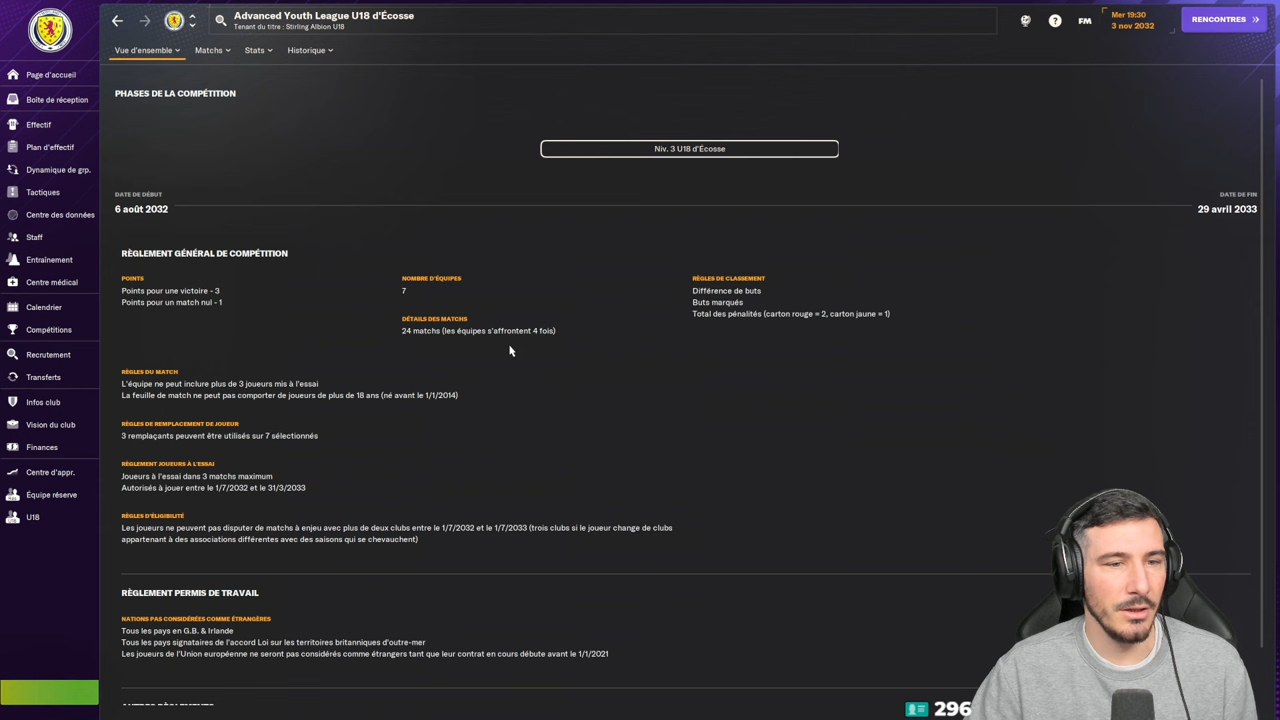 Advanced Youth League U18 d'Écosse
Tenant du titre : Stirling Albion U18
FM
Mer 19:30
3 nov 2032
RENCONTRES
Vue d'ensemble
Matchs
Stats
Historique
Page d'accueil
Boîte de réception
Effectif
Plan d'effectif
Dynamique de grp.
Tactiques
Centre des données
Staff
Entraînement
Centre médical
Calendrier
Compétitions
Recrutement
Transferts
Infos club
Vision du club
Finances
Centre d'appr.
Équipe réserve
U18
PHASES DE LA COMPÉTITION
Niv. 3 U18 d'Écosse
DATE DE DÉBUT
6 août 2032
DATE DE FIN
29 avril 2033
RÈGLEMENT GÉNÉRAL DE COMPÉTITION
POINTS
Points pour une victoire - 3
Points pour un match nul - 1
NOMBRE D'ÉQUIPES
7
DÉTAILS DES MATCHS
24 matchs (les équipes s'affrontent 4 fois)
RÈGLES DE CLASSEMENT
Différence de buts
Buts marqués
Total des pénalités (carton rouge = 2, carton jaune = 1)
RÈGLES DU MATCH
L'équipe ne peut inclure plus de 3 joueurs mis à l'essai
La feuille de match ne peut pas comporter de joueurs de plus de 18 ans (né avant le 1/1/2014)
RÈGLES DE REMPLACEMENT DE JOUEUR
3 remplaçants peuvent être utilisés sur 7 sélectionnés
RÈGLEMENT JOUEURS À L'ESSAI
Joueurs à l'essai dans 3 matchs maximum
Autorisés à jouer entre le 1/7/2032 et le 31/3/2033
RÈGLES D'ÉLIGIBILITÉ
Les joueurs ne peuvent pas disputer de matchs à enjeu avec plus de deux clubs entre le 1/7/2032 et le 1/7/2033 (trois clubs si le joueur change de clubs
appartenant à des associations différentes avec des saisons qui se chevauchent)
RÈGLEMENT PERMIS DE TRAVAIL
NATIONS PAS CONSIDÉRÉES COMME ÉTRANGÈRES
Tous les pays en G.B. & Irlande
Tous les pays signataires de l'accord Loi sur les territoires britanniques d'outre-mer
Les joueurs de l'Union européenne ne seront pas considérés comme étrangers tant que leur contrat en cours débute avant le 1/1/2021
AUTRES RÈGLEMENTS
296